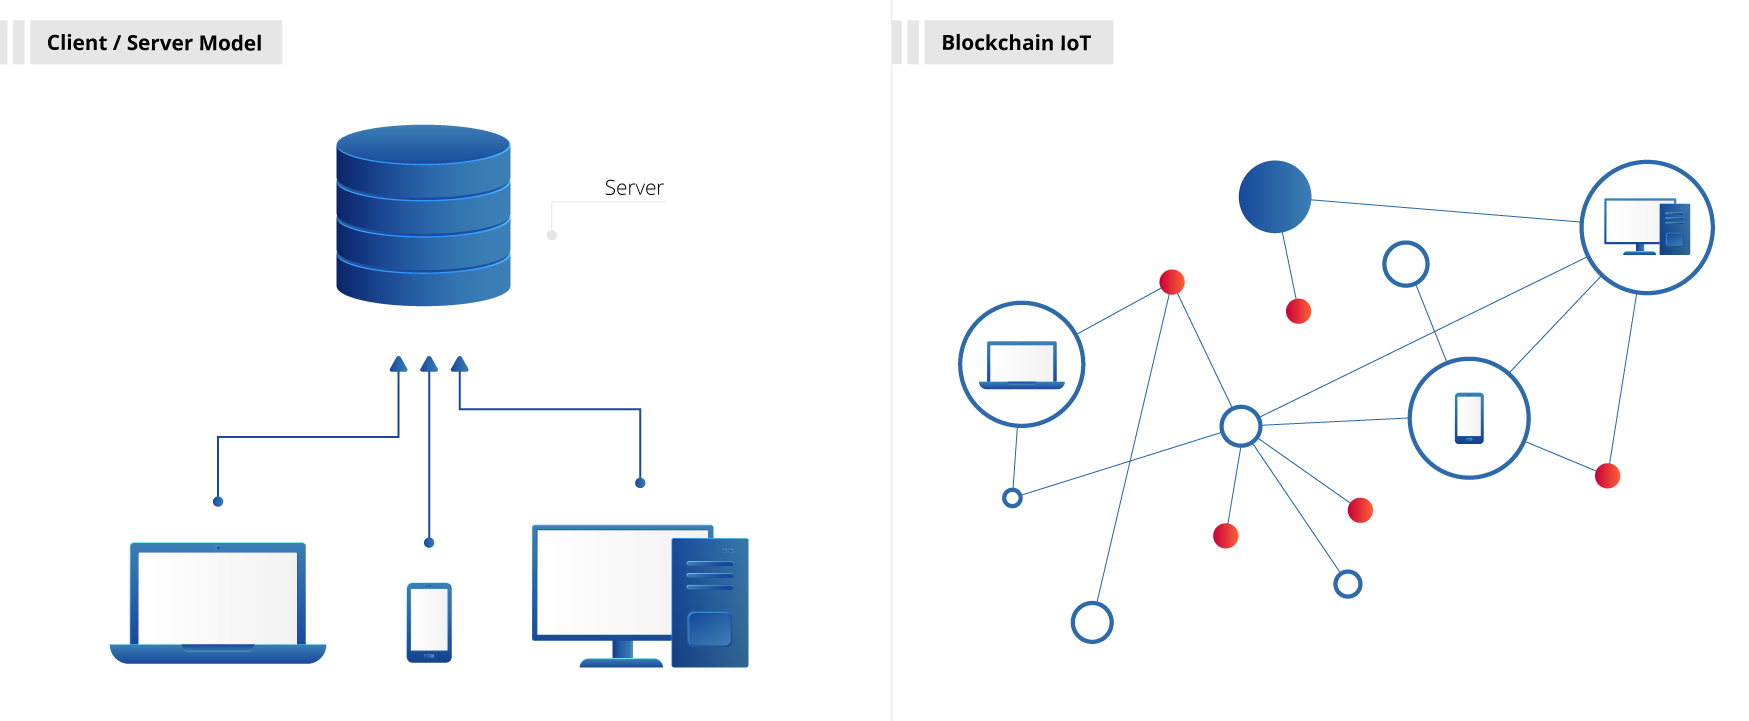 Client / Server Model
Server
Blockchain IoT